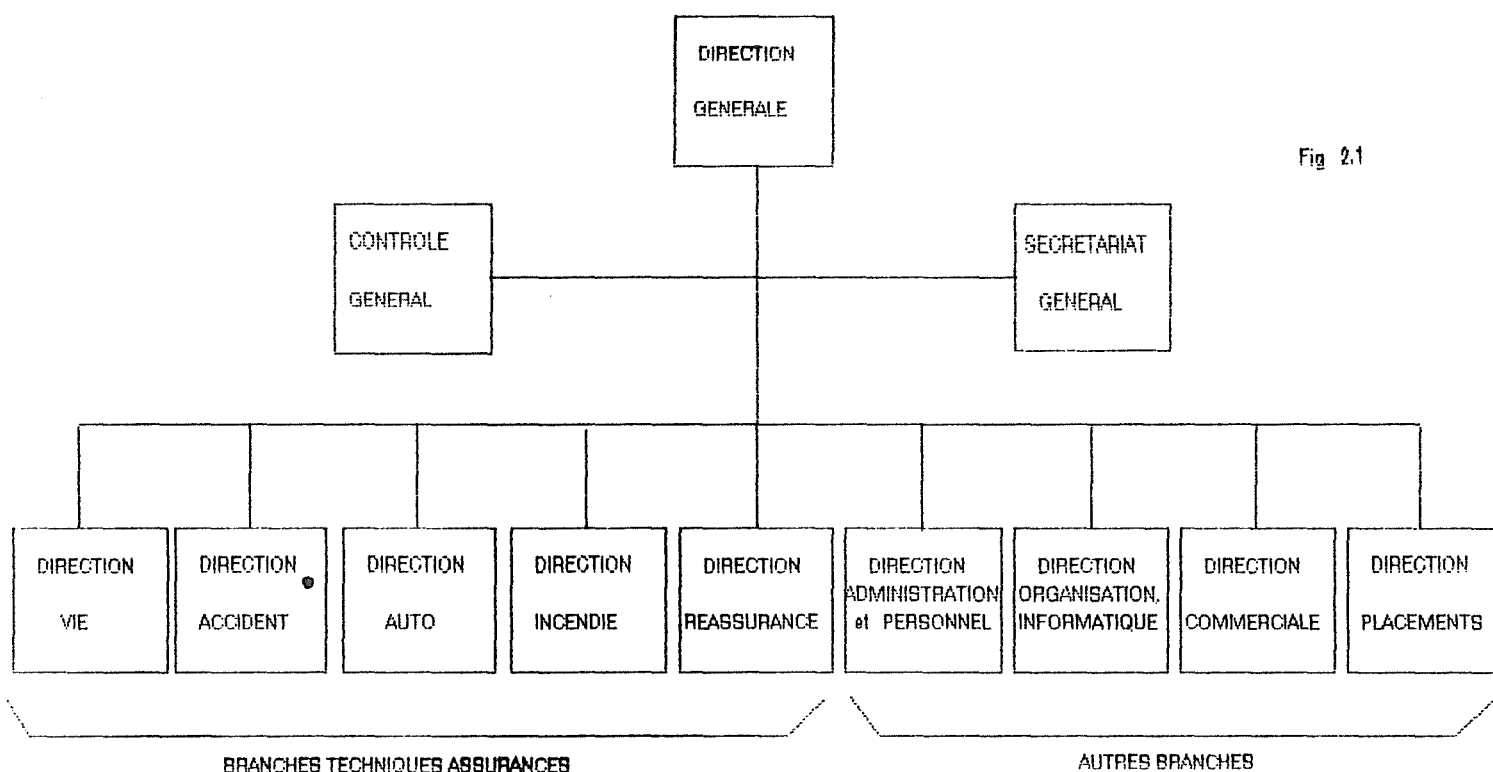 DIRECTION
GENERALE
Fig 2.1
CONTROLE
GENERAL
SECRETARIAT
GENERAL
DIRECTION
VIE
DIRECTION
ACCIDENT
DIRECTION
AUTO
DIRECTION
INCENDIE
DIRECTION
REASSURANCE
DIRECTION
ADMINISTRATION
et PERSONNEL
DIRECTION
ORGANISATION,
INFORMATIQUE
DIRECTION
COMMERCIALE
DIRECTION
PLACEMENTS
BRANCHES TECHNIQUES ASSURANCES
AUTRES BRANCHES